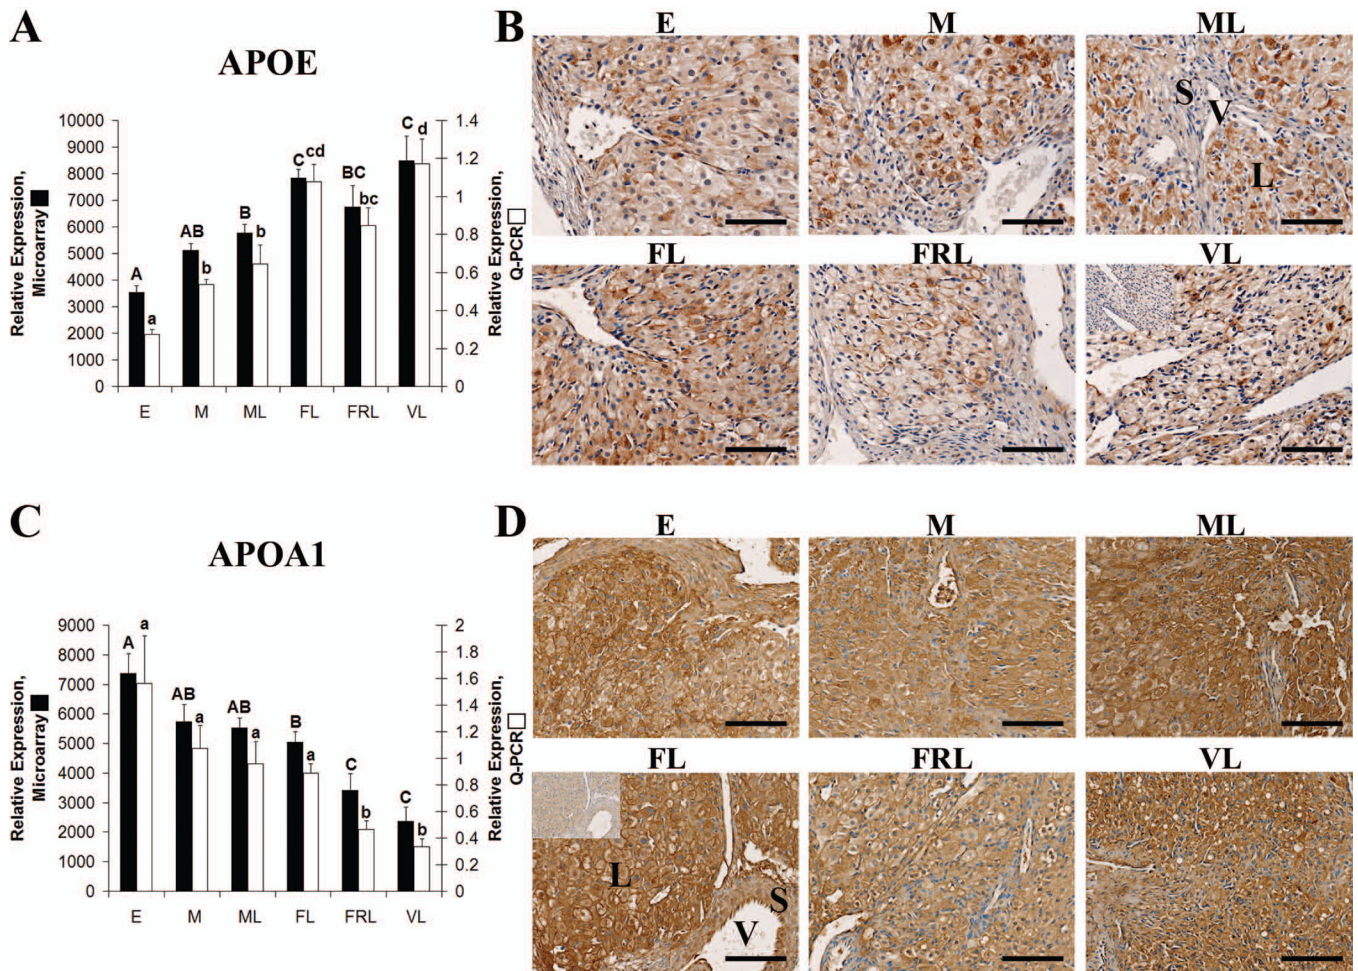 A
APOE
Relative Expression,
Microarray
10000
9000
8000
7000
6000
5000
4000
3000
2000
1000
0
A
a
AB
b
B
b
C
cd
BC
bc
C
d
1.4
1.2
1
0.8
0.6
0.4
0.2
0
Relative Expression,
Q-PCR
E M ML FL FRL VL
B
E M ML
S
V
L
FL FRL VL
C
APOA1
Relative Expression,
Microarray
9000
8000
7000
6000
5000
4000
3000
2000
1000
0
A
a
AB
a
AB
a
B
a
C
b
C
b
2
1.8
1.6
1.4
1.2
1
0.8
0.6
0.4
0.2
0
Relative Expression,
Q-PCR
E M ML FL FRL VL
D
E M ML
FL FRL VL
L
S
V